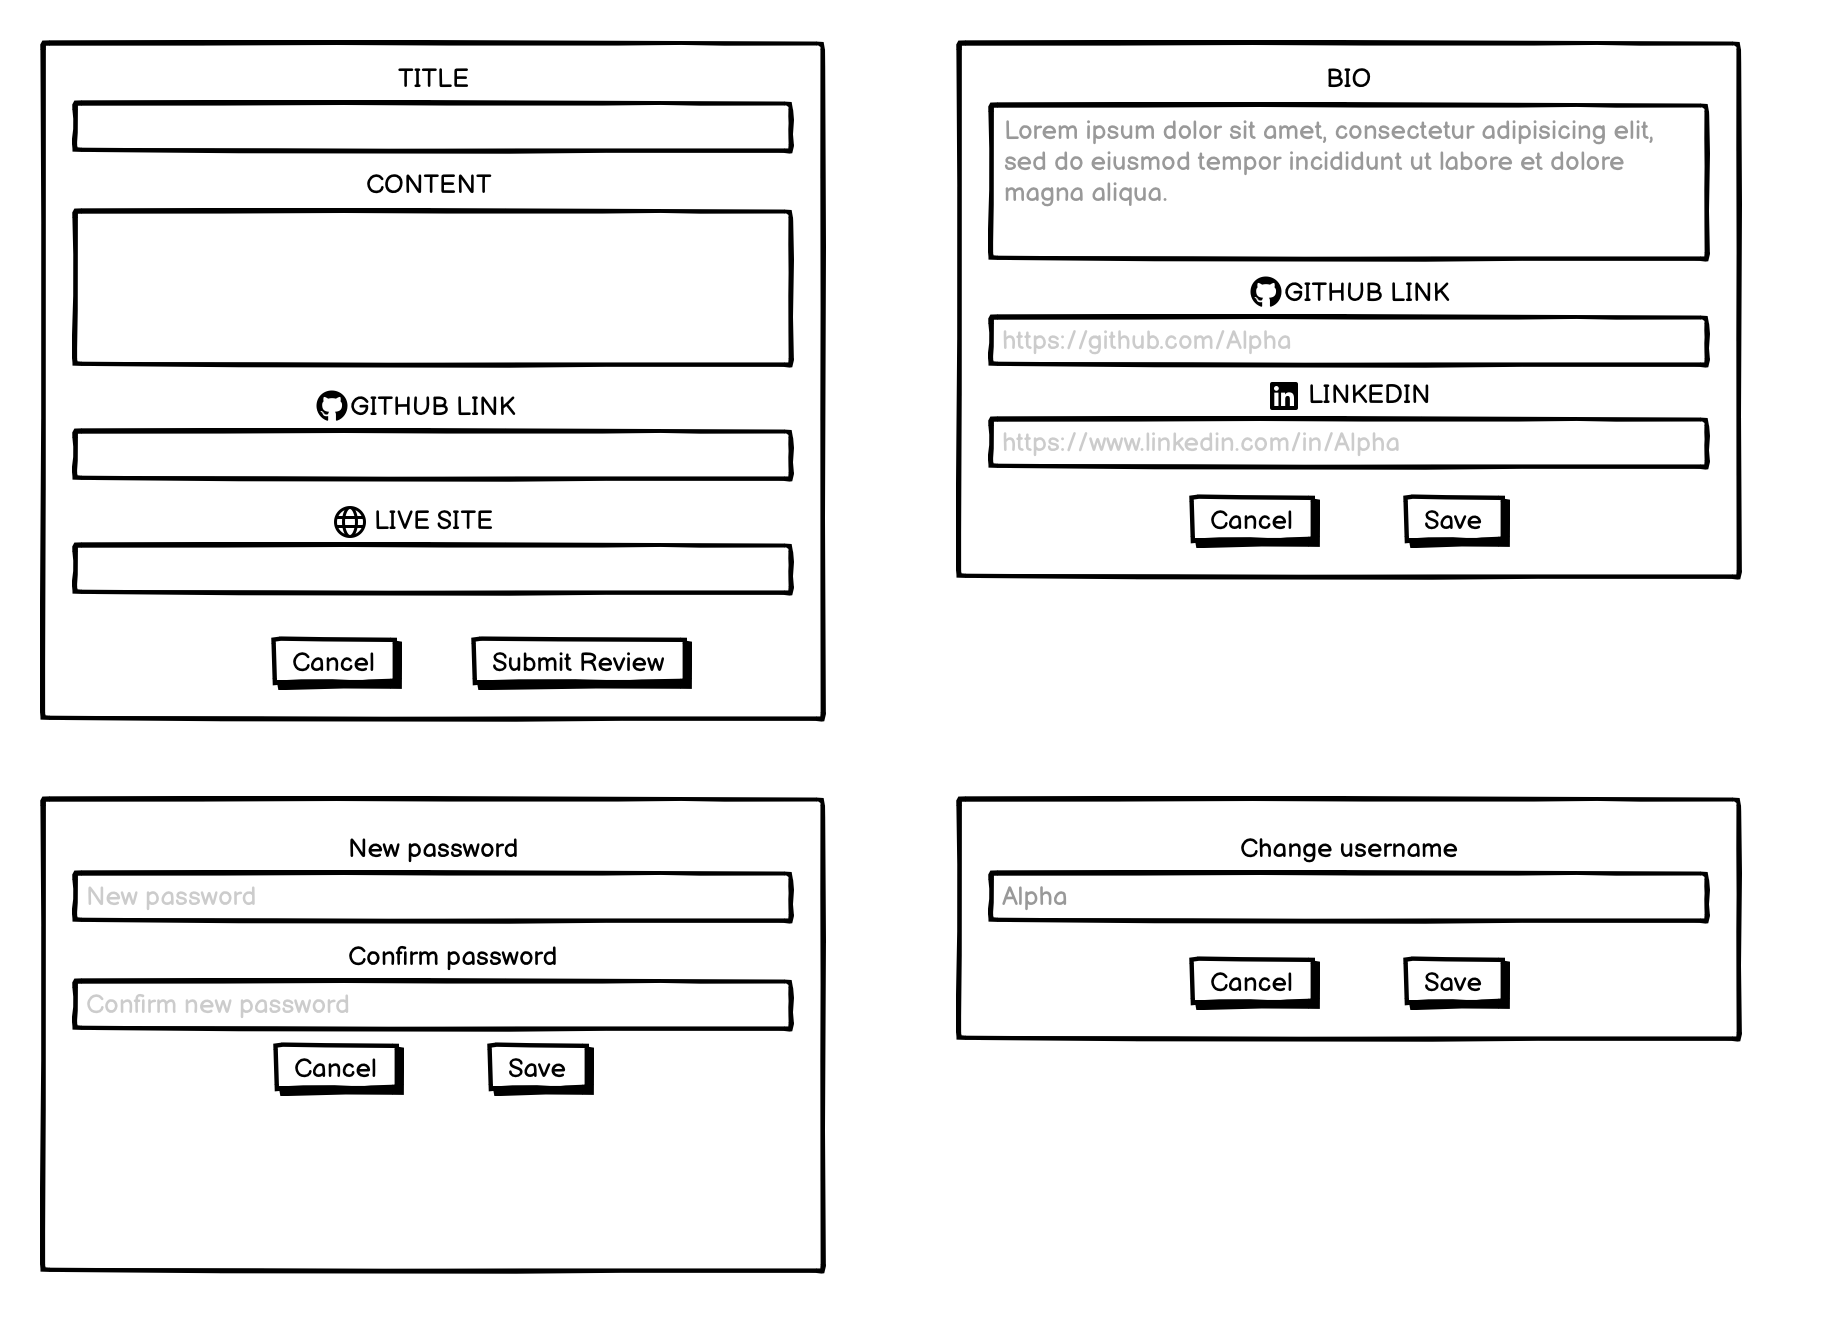 TITLE
CONTENT
GITHUB LINK
LIVE SITE
Cancel
Submit Review
BIO
Lorem ipsum dolor sit amet, consectetur adipisicing elit,
sed do eiusmod tempor incididunt ut labore et dolore
magna aliqua.
GITHUB LINK
https://github.com/Alpha
LINKEDIN
https://www.linkedin.com/in/Alpha
Cancel
Save
New password
New password
Confirm password
Confirm new password
Cancel
Save
Change username
Alpha
Cancel
Save